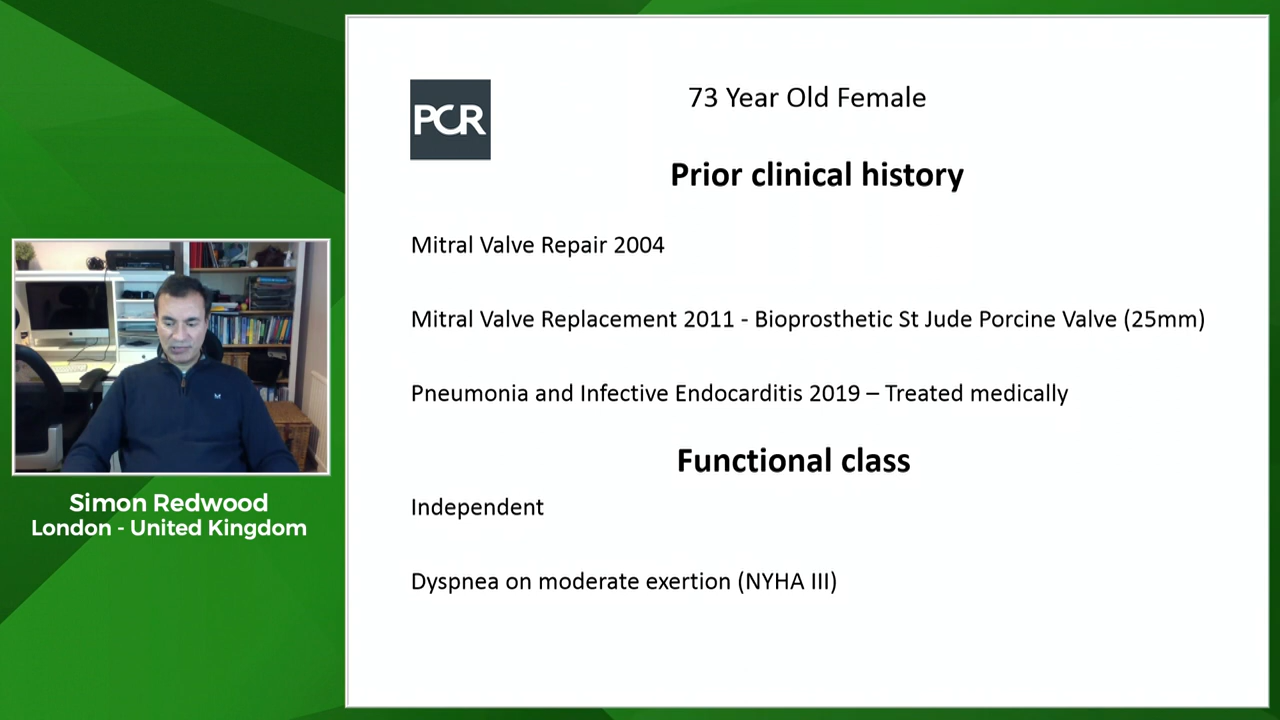 PCR
73 Year Old Female
Prior clinical history
Mitral Valve Repair 2004
Mitral Valve Replacement 2011 - Bioprosthetic St Jude Porcine Valve (25mm)
Pneumonia and Infective Endocarditis 2019 – Treated medically
Functional class
Independent
Dyspnea on moderate exertion (NYHA III)
Simon Redwood
London - United Kingdom